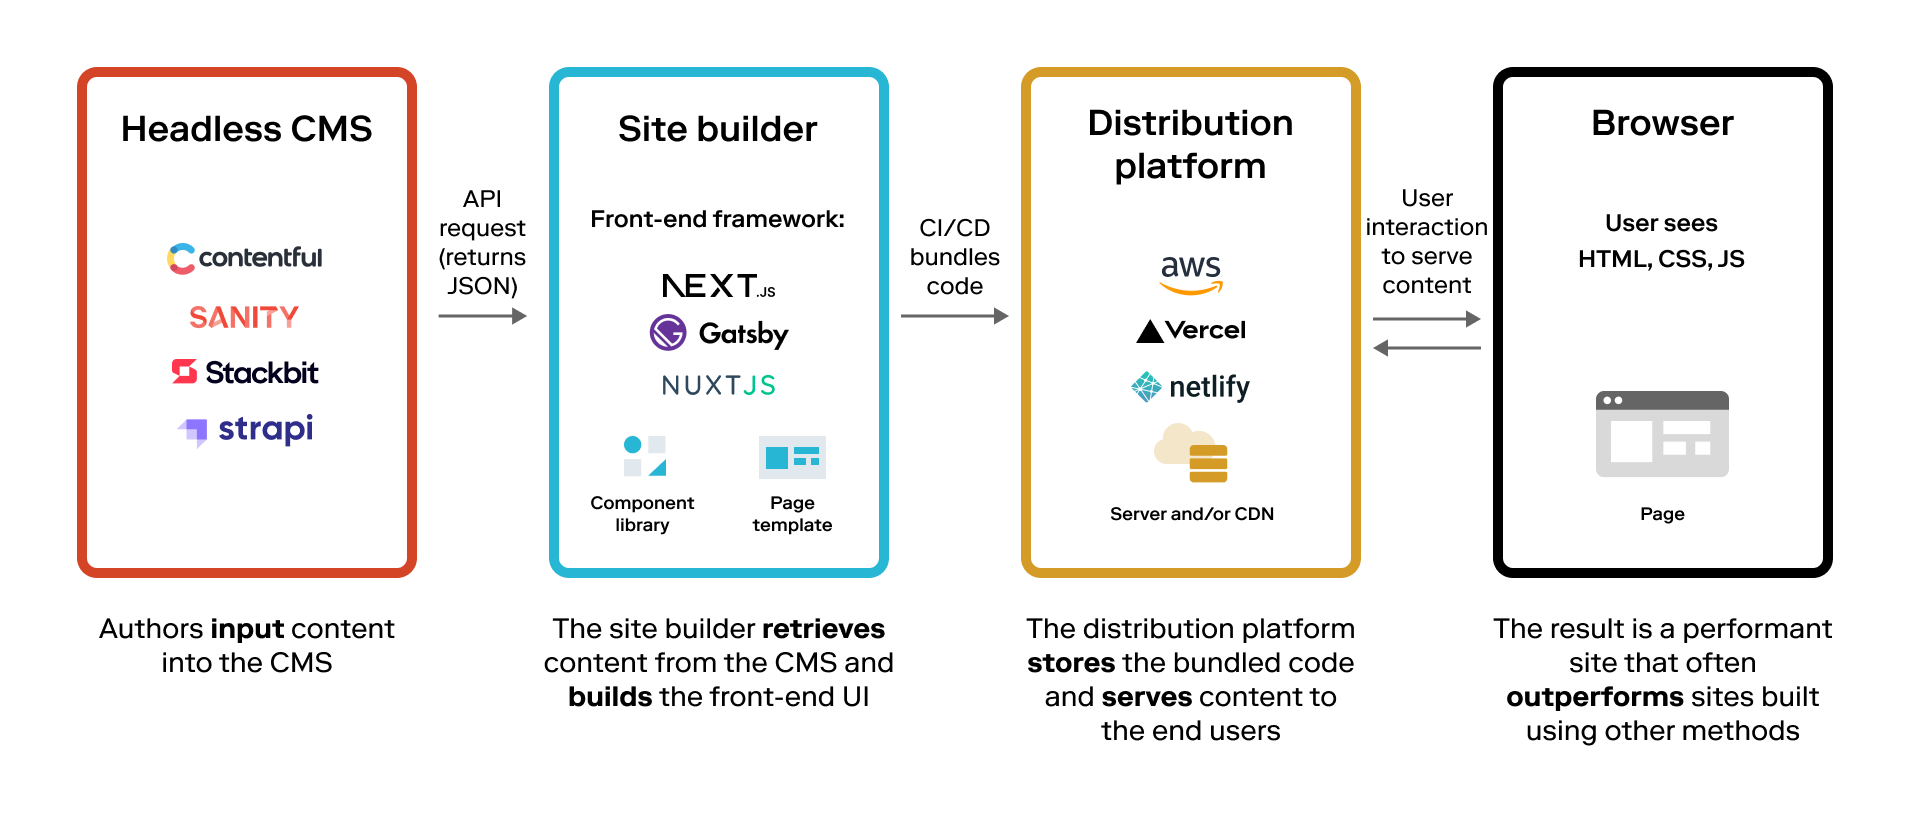 Headless CMS
contentful
SANITY
Stackbit
strapi
Authors input content
into the CMS
API
request
(returns
JSON)
Site builder
Front-end framework:
NEXT.JS
Gatsby
NUXTJS
Component
library
Page
template
The site builder retrieves
content from the CMS and
builds the front-end UI
CI/CD
bundles
code
Distribution
platform
aws
Vercel
netlify
Server and/or CDN
The distribution platform
stores the bundled code
and serves content to
the end users
User
interaction
to serve
content
Browser
User sees
HTML, CSS, JS
Page
The result is a performant
site that often
outperforms sites built
using other methods